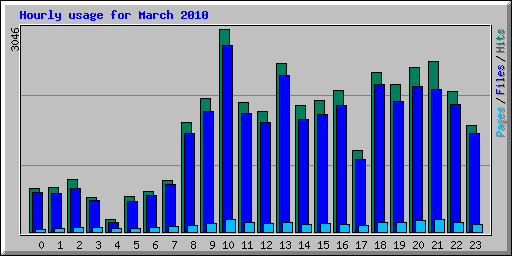 Hourly usage for March 2010
3046
Pages / Files / Hits
0 1 2 3 4 5 6 7 8 9 10 11 12 13 14 15 16 17 18 19 20 21 22 23